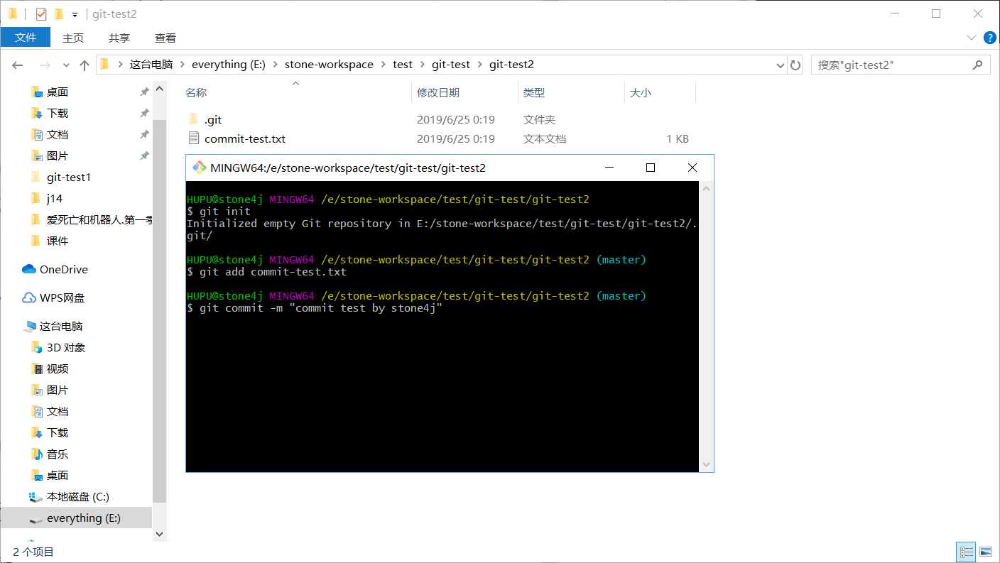 git-test2
文件 主页 共享 查看
这台电脑 everything (E:) stone-workspace test git-test git-test2
搜索"git-test2"
名称 修改日期 类型 大小
.git 2019/6/25 0:19 文件夹
commit-test.txt 2019/6/25 0:19 文本文档 1 KB
桌面
下载
文档
图片
git-test1
j14
爱死亡和机器人.第一季
课件
OneDrive
WPS网盘
这台电脑
3D 对象
视频
图片
文档
下载
音乐
桌面
本地磁盘 (C:)
everything (E:)
2 个项目
MINGW64:/e/stone-workspace/test/git-test/git-test2
HUPU@stone4j MINGW64 /e/stone-workspace/test/git-test/git-test2
$ git init
Initialized empty Git repository in E:/stone-workspace/test/git-test/git-test2/.
git/
HUPU@stone4j MINGW64 /e/stone-workspace/test/git-test/git-test2 (master)
$ git add commit-test.txt
HUPU@stone4j MINGW64 /e/stone-workspace/test/git-test/git-test2 (master)
$ git commit -m "commit test by stone4j"